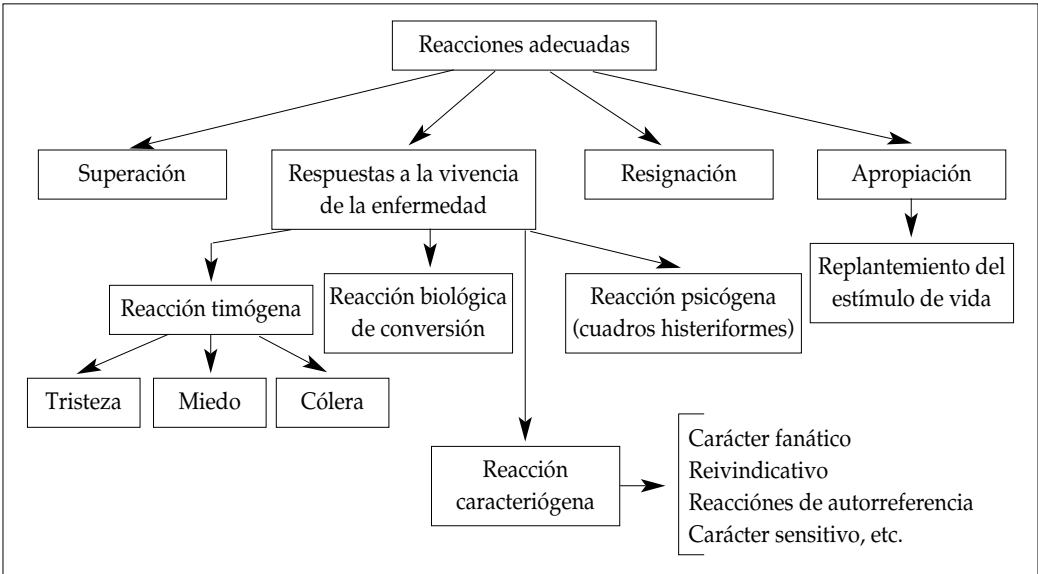 Reacciones adecuadas
Superación
Respuestas a la vivencia
de la enfermedad
Resignación
Apropiación
Reacción timógena
Reacción biológica
de conversión
Reacción psicógena
(cuadros histeriformes)
Replantemiento del
estímulo de vida
Tristeza
Miedo
Cólera
Reacción
caracteriógena
Carácter fanático
Reivindicativo
Reacciónes de autorreferencia
Carácter sensitivo, etc.